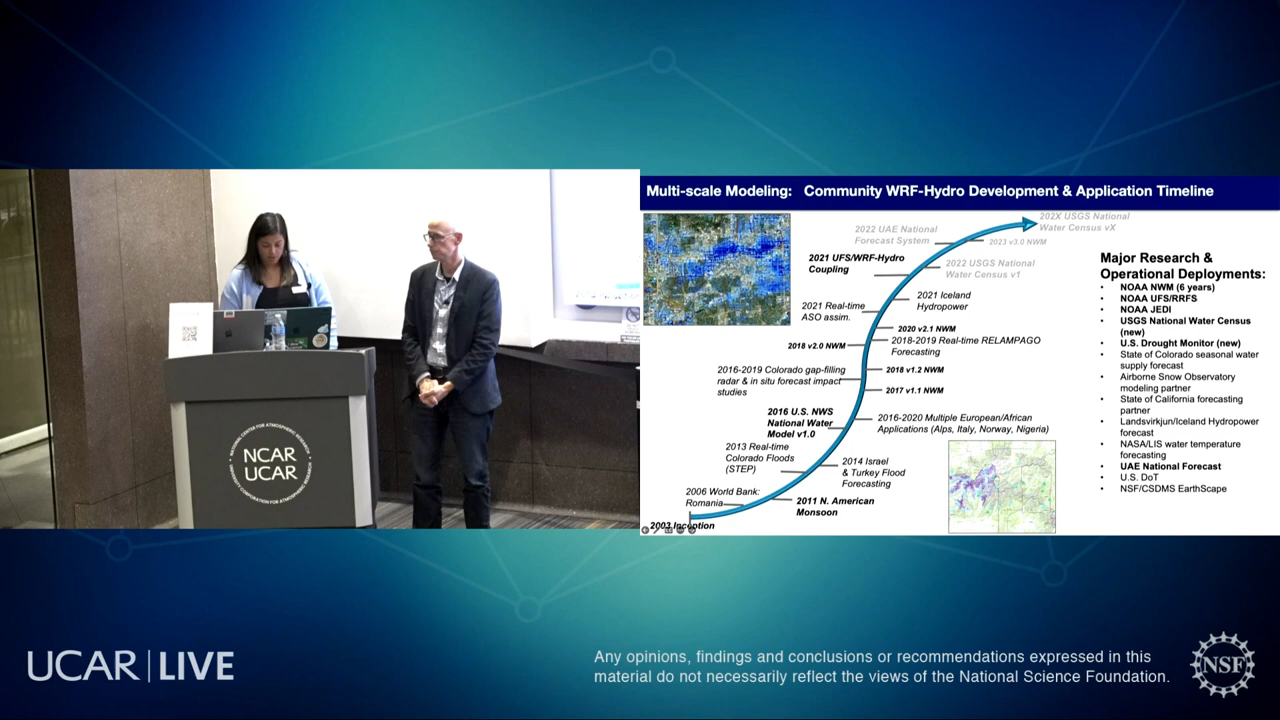 Multi-scale Modeling: Community WRF-Hydro Development & Application Timeline
202X USGS National
Water Census vX
2022 UAE National
Forecast System
2023 v3.0 NWM
2021 UFS/WRF-Hydro
Coupling
2022 USGS National
Water Census v1
2021 Real-time
ASO assim.
2021 Iceland
Hydropower
2020 v2.1 NWM
2018 v2.0 NWM
2018-2019 Real-time RELAMPAGO
Forecasting
2016-2019 Colorado gap-filling
radar & in situ forecast impact
studies
2018 v1.2 NWM
2017 v1.1 NWM
2016 U.S. NWS
National Water
Model v1.0
2016-2020 Multiple European/African
Applications (Alps, Italy, Norway, Nigeria)
2013 Real-time
Colorado Floods
(STEP)
2014 Israel
& Turkey Flood
Forecasting
2006 World Bank:
Romania
2011 N. American
Monsoon
2003 Inception
Major Research &
Operational Deployments:
• NOAA NWM (6 years)
• NOAA UFS/RRFS
• NOAA JEDI
• USGS National Water Census
(new)
• U.S. Drought Monitor (new)
• State of Colorado seasonal water
supply forecast
• Airborne Snow Observatory
modeling partner
• State of California forecasting
partner
• Landsvirkjun/Iceland Hydropower
forecast
• NASA/LIS water temperature
forecasting
• UAE National Forecast
• U.S. DoT
• NSF/CSDMS EarthScape
NATIONAL CENTER FOR ATMOSPHERIC RESEARCH
NCAR
UCAR
UNIVERSITY CORPORATION FOR ATMOSPHERIC RESEARCH
UCAR | LIVE
Any opinions, findings and conclusions or recommendations expressed in this
material do not necessarily reflect the views of the National Science Foundation.
NSF